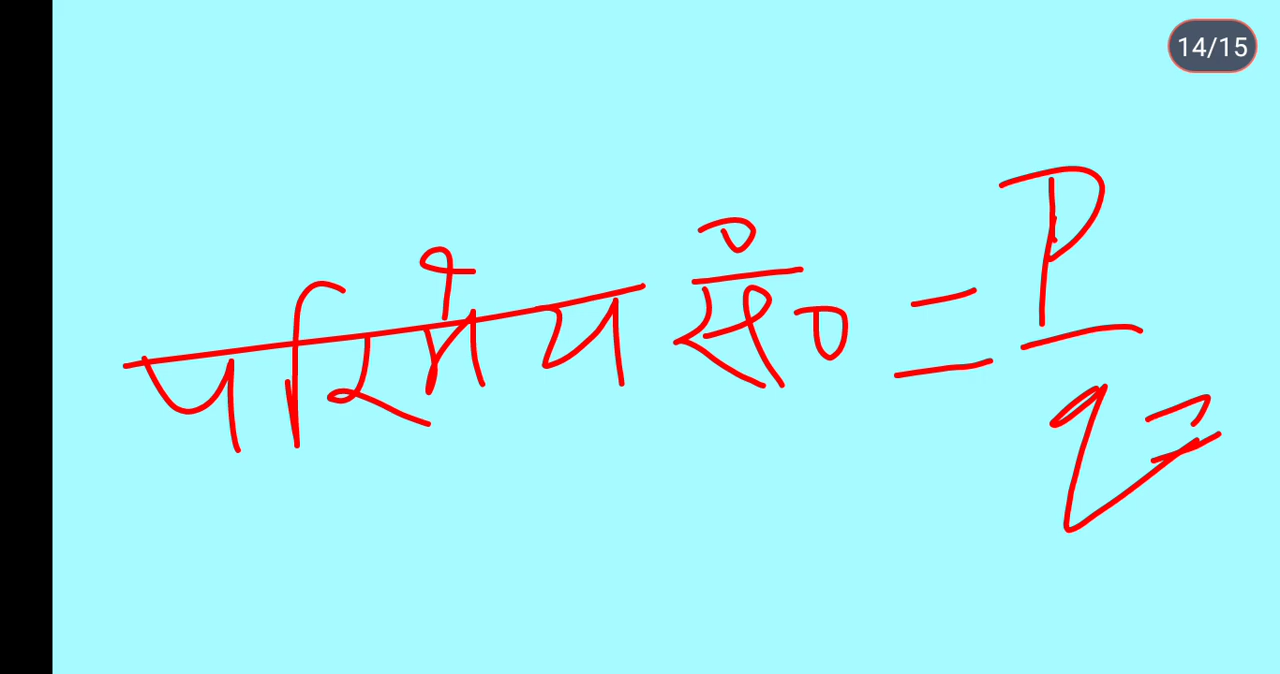 14/15
परिमेय सं० = p/q =